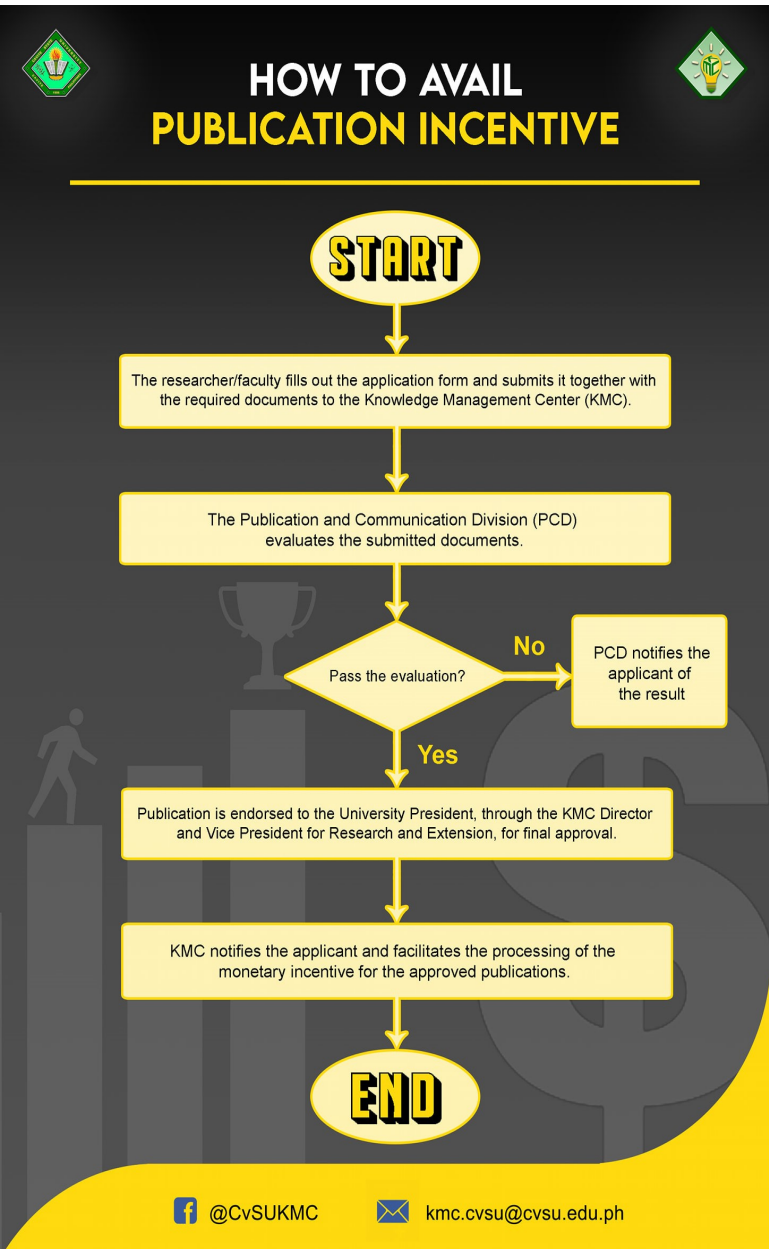 HOW TO AVAIL
PUBLICATION INCENTIVE
START
The researcher/faculty fills out the application form and submits it together with
the required documents to the Knowledge Management Center (KMC).
The Publication and Communication Division (PCD)
evaluates the submitted documents.
Pass the evaluation?
No
PCD notifies the
applicant of
the result
Yes
Publication is endorsed to the University President, through the KMC Director
and Vice President for Research and Extension, for final approval.
KMC notifies the applicant and facilitates the processing of the
monetary incentive for the approved publications.
END
@CvSUKMC
kmc.cvsu@cvsu.edu.ph